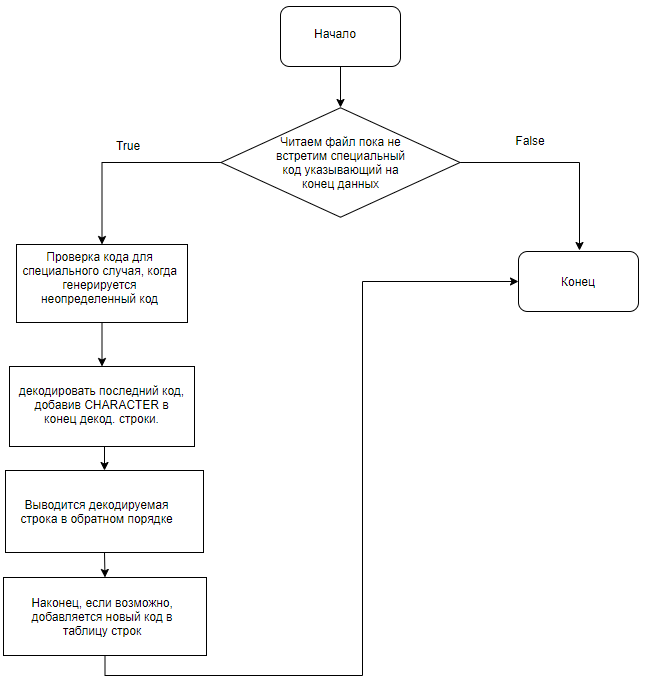 Начало
Читаем файл пока не
встретим специальный
код указывающий на
конец данных
True
False
Проверка кода для
специального случая, когда
генерируется
неопределенный код
Конец
декодировать последний код,
добавив CHARACTER в
конец декод. строки.
Выводится декодируемая
строка в обратном порядке
Наконец, если возможно,
добавляется новый код в
таблицу строк